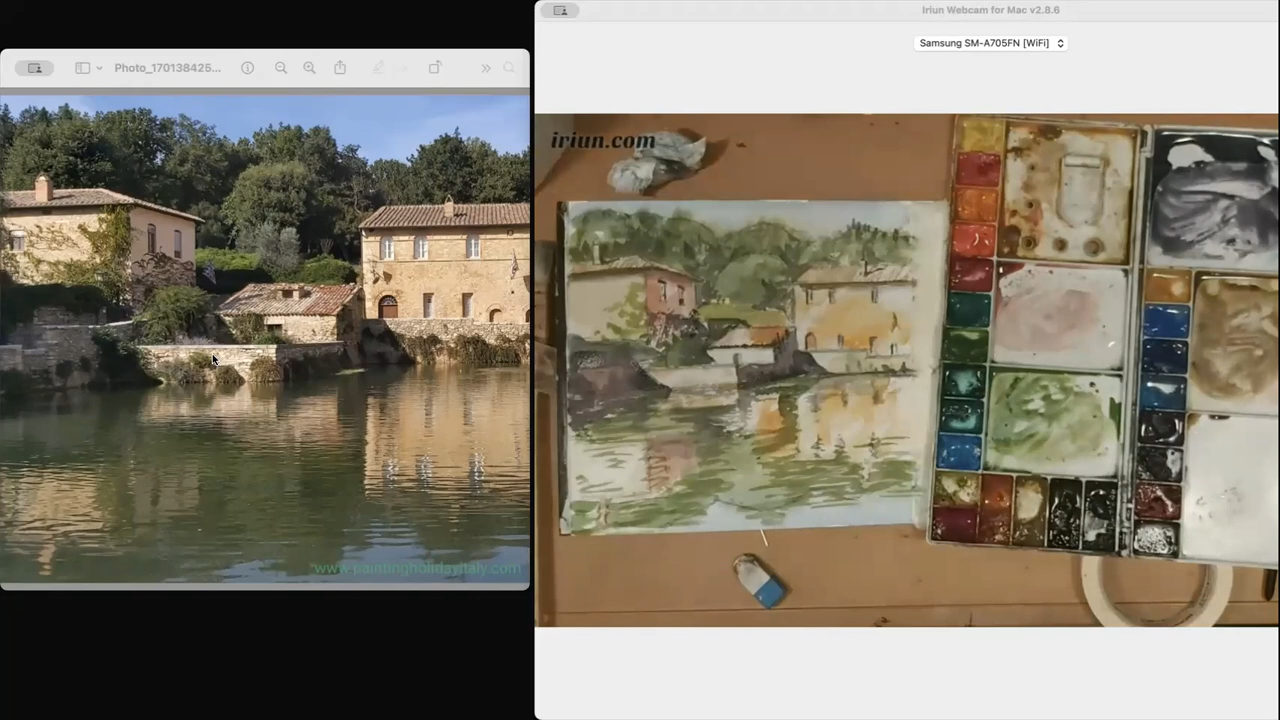 Iriun Webcam for Mac v2.8.6
Samsung SM-A705FN [WiFi]
Photo_170138425...
iriun.com
www.paintingholidayitaly.com